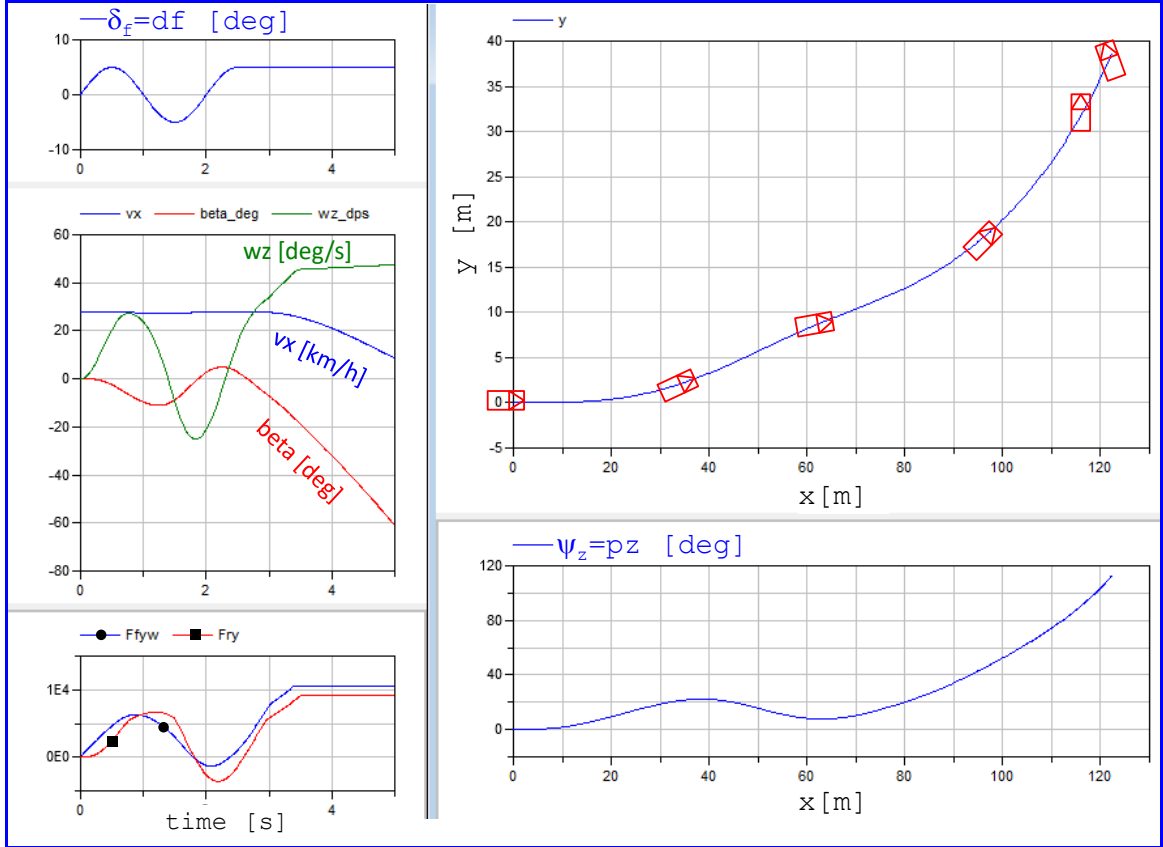 δf=df [deg]
10
0
-10
0 2 4
vx beta_deg wz_dps
60
40
20
0
-20
-40
-60
-80
wz [deg/s]
vx [km/h]
beta [deg]
0 2 4
Ffyw Fry
1E4
0E0
0 4
time [s]
y
40
35
30
25
20
15
10
5
0
-5
y [m]
0 20 40 60 80 100 120
x[m]
ψz=pz [deg]
120
80
40
0
0 20 40 60 80 100 120
x[m]